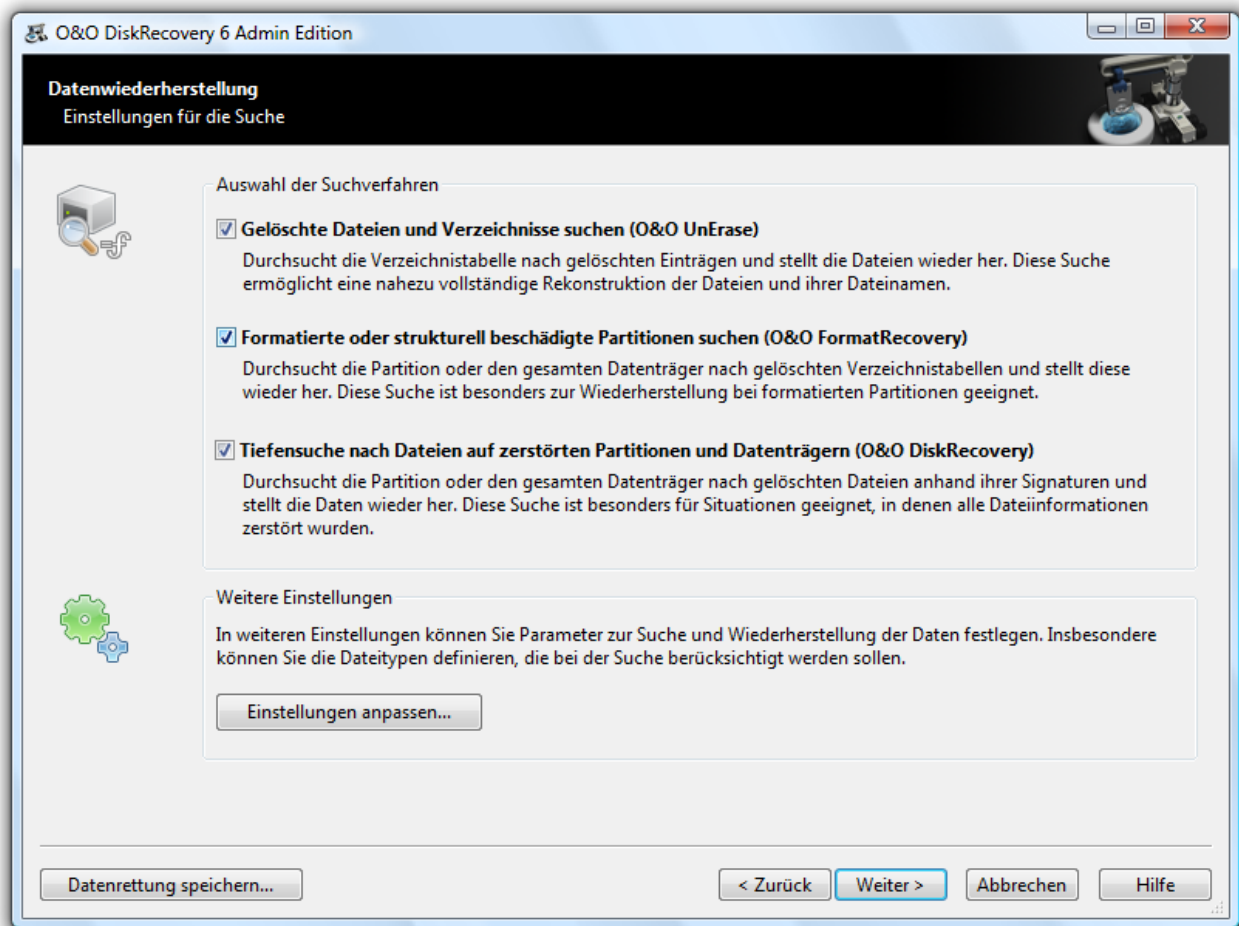 O&O DiskRecovery 6 Admin Edition
Datenwiederherstellung
Einstellungen für die Suche
Auswahl der Suchverfahren
Gelöschte Dateien und Verzeichnisse suchen (O&O UnErase)
Durchsucht die Verzeichnistabelle nach gelöschten Einträgen und stellt die Dateien wieder her. Diese Suche
ermöglicht eine nahezu vollständige Rekonstruktion der Dateien und ihrer Dateinamen.
Formatierte oder strukturell beschädigte Partitionen suchen (O&O FormatRecovery)
Durchsucht die Partition oder den gesamten Datenträger nach gelöschten Verzeichnistabellen und stellt diese
wieder her. Diese Suche ist besonders zur Wiederherstellung bei formatierten Partitionen geeignet.
Tiefensuche nach Dateien auf zerstörten Partitionen und Datenträgern (O&O DiskRecovery)
Durchsucht die Partition oder den gesamten Datenträger nach gelöschten Dateien anhand ihrer Signaturen und
stellt die Daten wieder her. Diese Suche ist besonders für Situationen geeignet, in denen alle Dateiinformationen
zerstört wurden.
Weitere Einstellungen
In weiteren Einstellungen können Sie Parameter zur Suche und Wiederherstellung der Daten festlegen. Insbesondere
können Sie die Dateitypen definieren, die bei der Suche berücksichtigt werden sollen.
Einstellungen anpassen...
Datenrettung speichern...
< Zurück
Weiter >
Abbrechen
Hilfe